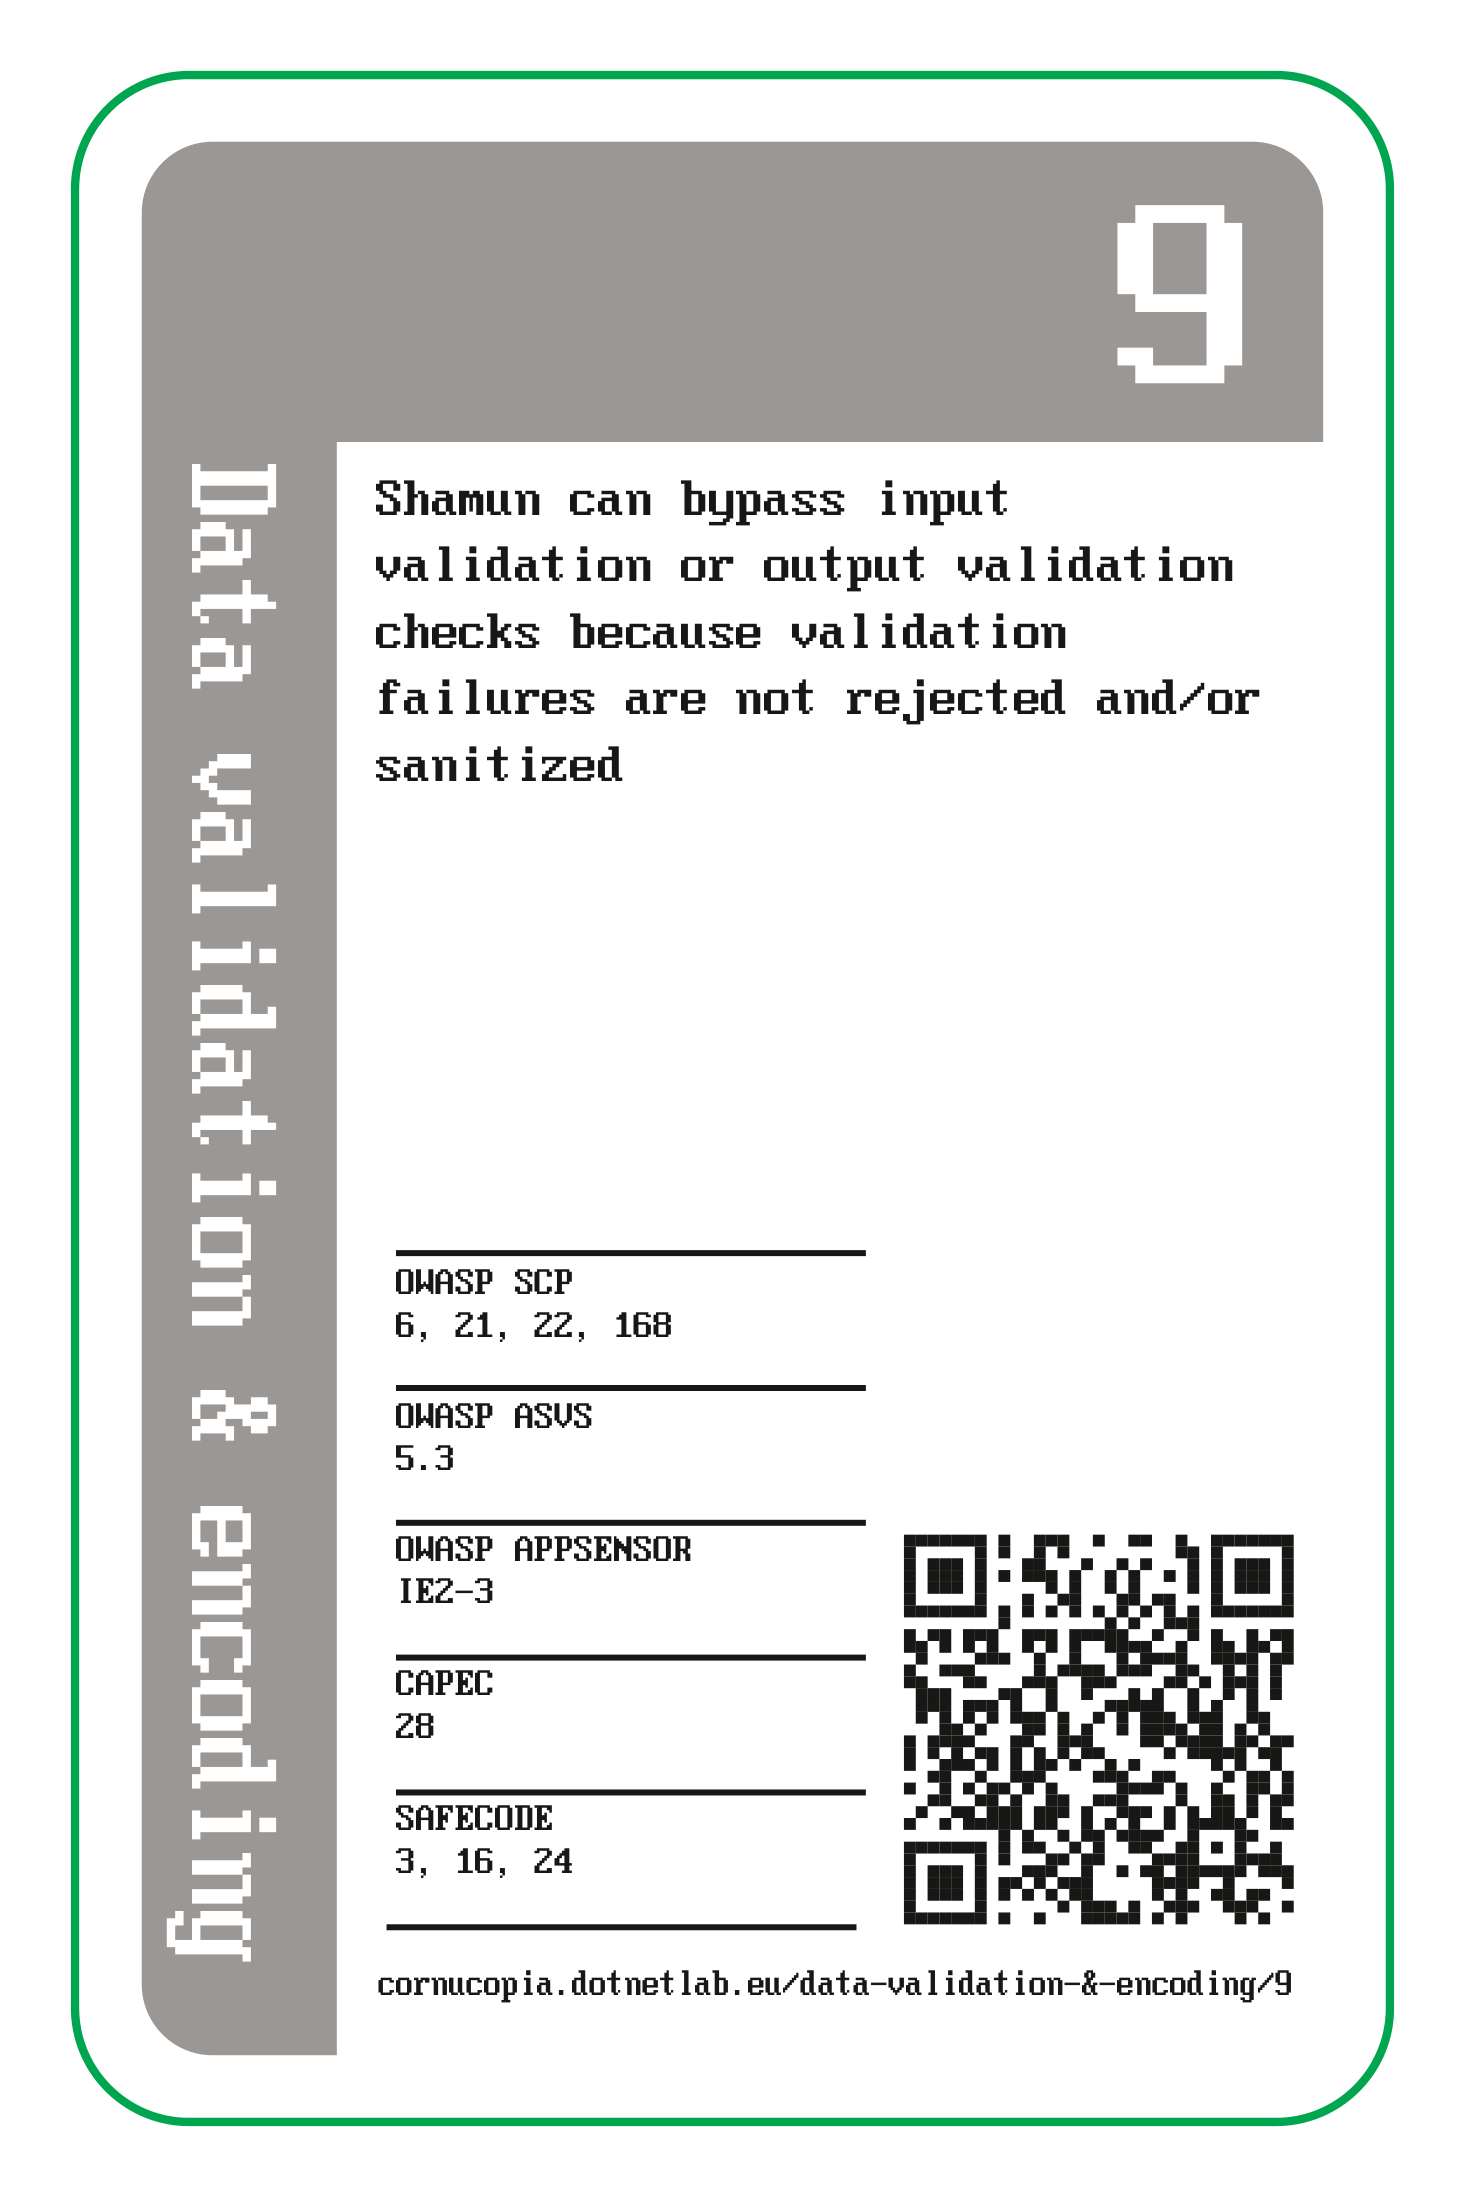 9
Data validation & encoding
Shamun can bypass input
validation or output validation
checks because validation
failures are not rejected and/or
sanitized
OWASP SCP
6, 21, 22, 168
OWASP ASVS
5.3
OWASP APPSENSOR
IE2-3
CAPEC
28
SAFECODE
3, 16, 24
cornucopia.dotnetlab.eu/data-validation-&-encoding/9